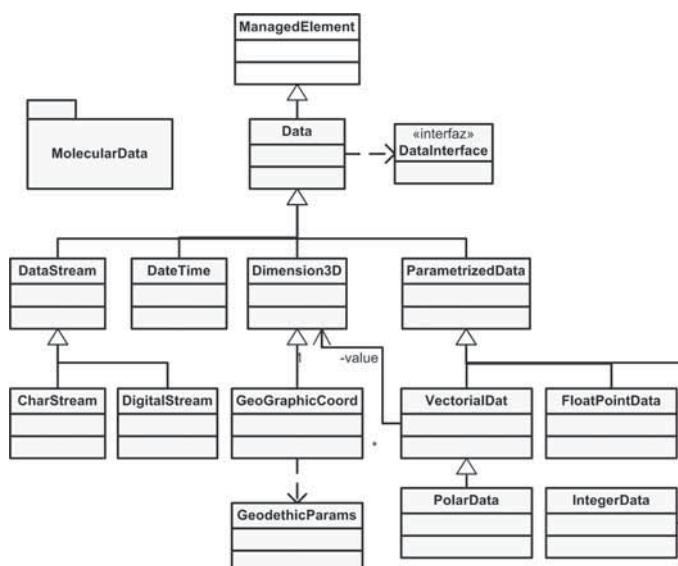 ManagedElement
MolecularData
Data
«interfaz»
DataInterface
DataStream
DateTime
Dimension3D
ParametrizedData
1
-value
CharStream
DigitalStream
GeoGraphicCoord
VectorialDat
FloatPointData
*
GeodethicParams
PolarData
IntegerData